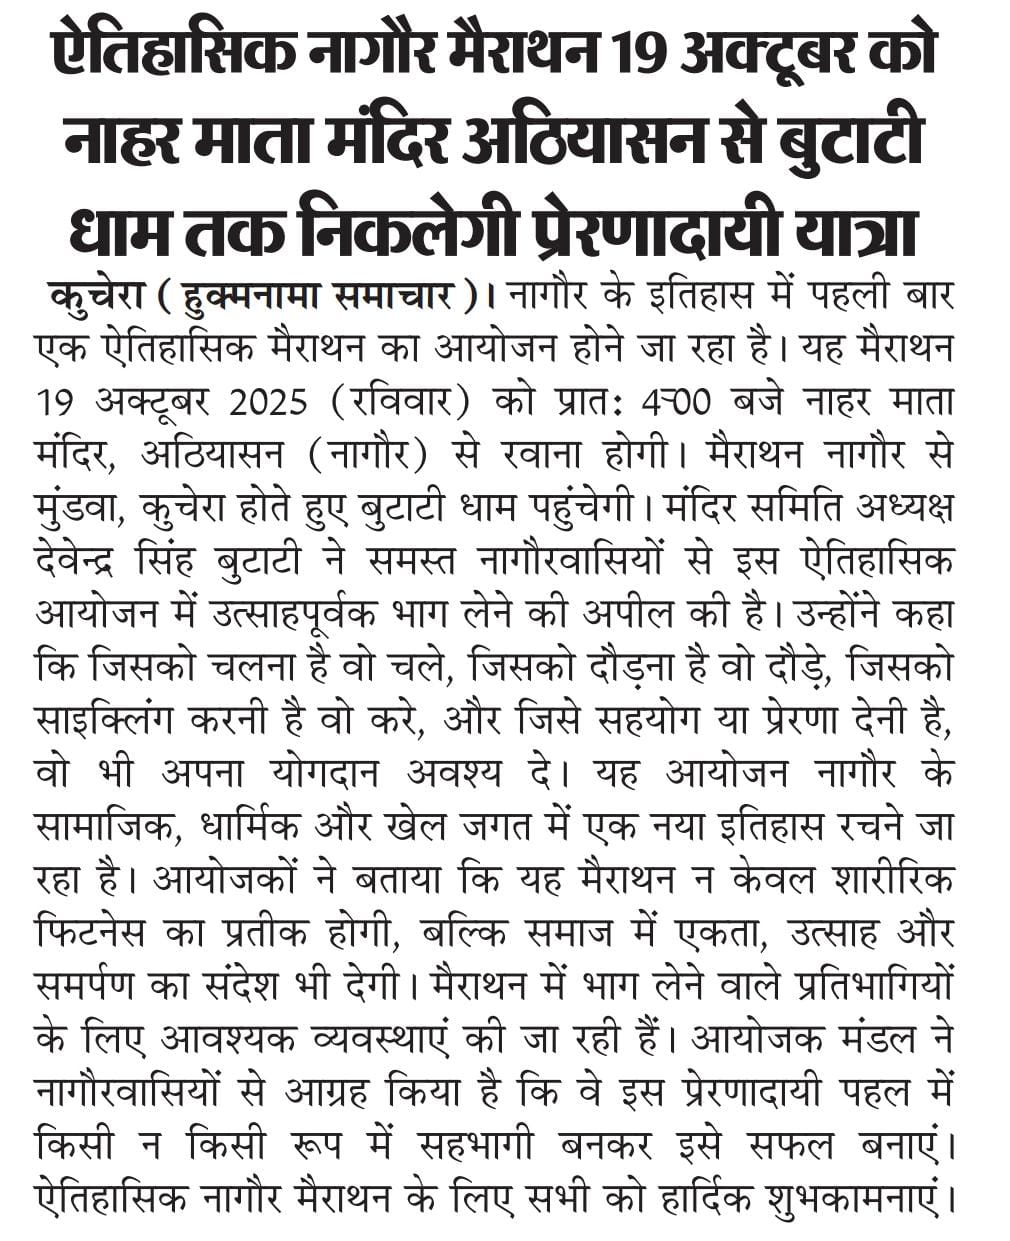 ऐतिहासिक नागौर मैराथन 19 अक्टूबर को
नाहर माता मंदिर अठियासन से बुटाटी
धाम तक निकलेगी प्रेरणादायी यात्रा
कुचेरा ( हुक्मनामा समाचार )। नागौर के इतिहास में पहली बार
एक ऐतिहासिक मैराथन का आयोजन होने जा रहा है। यह मैराथन
19 अक्टूबर 2025 (रविवार) को प्रातः 4-00 बजे नाहर माता
मंदिर, अठियासन (नागौर) से रवाना होगी। मैराथन नागौर से
मुंडवा, कुचेरा होते हुए बुटाटी धाम पहुंचेगी। मंदिर समिति अध्यक्ष
देवेन्द्र सिंह बुटाटी ने समस्त नागौरवासियों से इस ऐतिहासिक
आयोजन में उत्साहपूर्वक भाग लेने की अपील की है। उन्होंने कहा
कि जिसको चलना है वो चले, जिसको दौड़ना है वो दौड़े, जिसको
साइक्लिंग करनी है वो करे, और जिसे सहयोग या प्रेरणा देनी है,
वो भी अपना योगदान अवश्य दे। यह आयोजन नागौर के
सामाजिक, धार्मिक और खेल जगत में एक नया इतिहास रचने जा
रहा है। आयोजकों ने बताया कि यह मैराथन न केवल शारीरिक
फिटनेस का प्रतीक होगी, बल्कि समाज में एकता, उत्साह और
समर्पण का संदेश भी देगी। मैराथन में भाग लेने वाले प्रतिभागियों
के लिए आवश्यक व्यवस्थाएं की जा रही हैं। आयोजक मंडल ने
नागौरवासियों से आग्रह किया है कि वे इस प्रेरणादायी पहल में
किसी न किसी रूप में सहभागी बनकर इसे सफल बनाएं।
ऐतिहासिक नागौर मैराथन के लिए सभी को हार्दिक शुभकामनाएं।